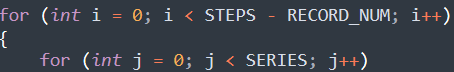 for (int i = 0; i < STEPS - RECORD_NUM; i++)
{
    for (int j = 0; j < SERIES; j++)